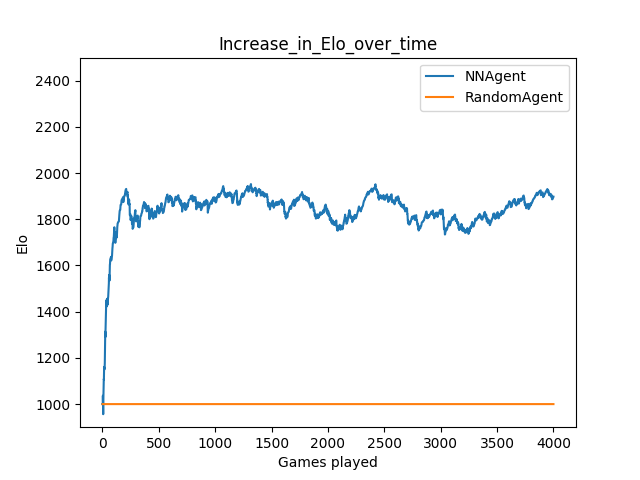 Increase_in_Elo_over_time
NNAgent
RandomAgent
2400
2200
2000
1800
1600
1400
1200
1000
Elo
0 500 1000 1500 2000 2500 3000 3500 4000
Games played